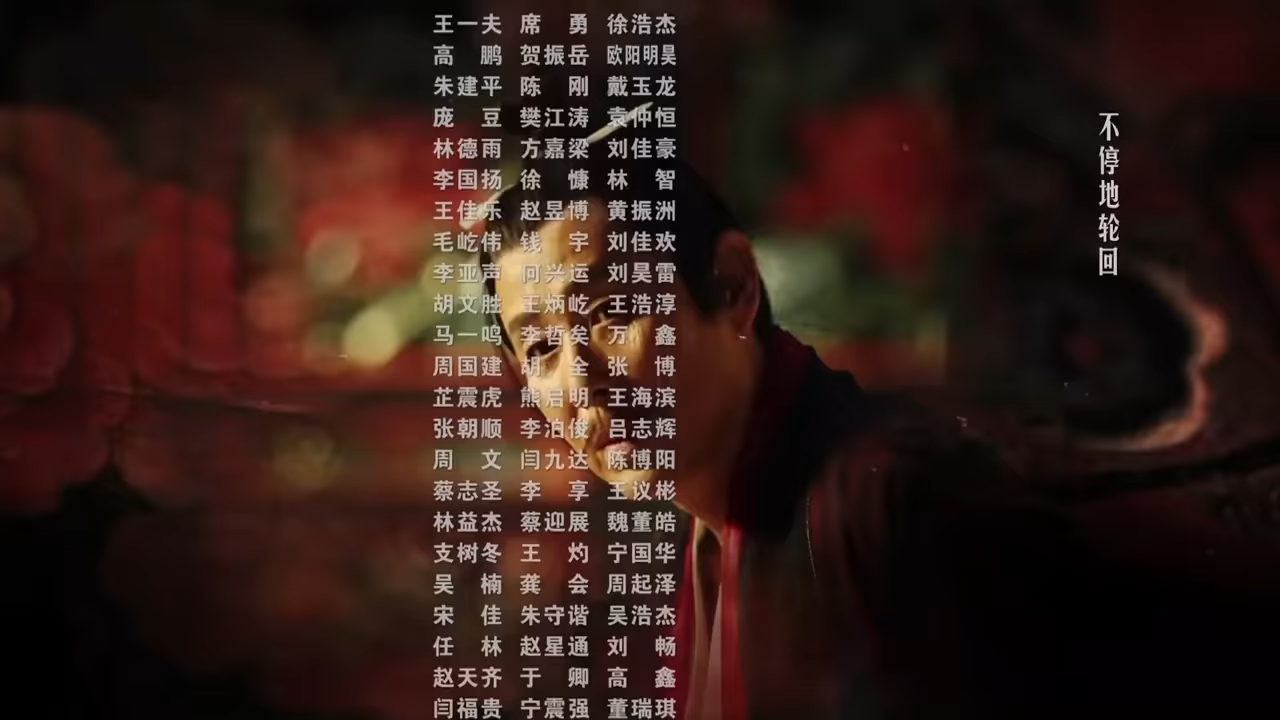 王一夫 席勇 徐浩杰
高鹏 贺振岳 欧阳明昊
朱建平 陈刚 戴玉龙
庞豆 樊江涛 袁仲恒
林德雨 方嘉梁 刘佳豪
李国扬 徐慷 林智
王佳乐 赵昱博 黄振洲
毛屹伟 钱宇 刘佳欢
李亚声 问兴运 刘昊雷
胡文胜 王炳屹 王浩淳
马一鸣 李哲矣 万鑫
周国建 胡全 张博
芷震虎 熊启明 王海滨
张朝顺 李泊俊 吕志辉
周文 闫九达 陈博阳
蔡志圣 李享 王议彬
林益杰 蔡迎展 魏董皓
支树冬 王灼 宁国华
吴楠 龚会 周起泽
宋佳 朱守谐 吴浩杰
任林 赵星通 刘畅
赵天齐 于卿 高鑫
闫福贵 宁震强 董瑞琪
不停地轮回